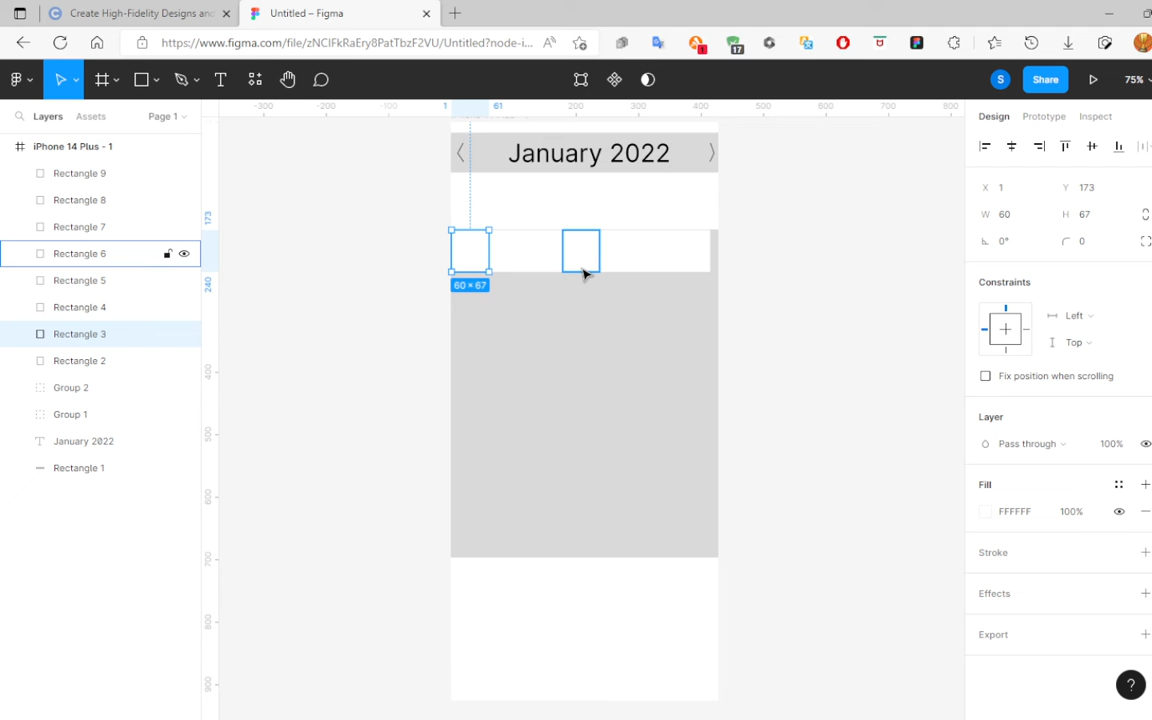 Create High-Fidelity Designs and
Untitled – Figma
https://www.figma.com/file/zNClFkRaEry8PatTbzF2VU/Untitled?node-i...
1
17
S
Share
75%
-300 -200 -100 1 61 200 300 400 500 600 700 800
Layers Assets Page 1
Design Prototype Inspect
iPhone 14 Plus - 1
January 2022
Rectangle 9
X 1 Y 173
Rectangle 8
W 60 H 67
173
Rectangle 7
0° 0
Rectangle 6
Rectangle 5
240
60 × 67
Constraints
Rectangle 4
Left
Rectangle 3
Top
Rectangle 2
400
Fix position when scrolling
Group 2
Group 1
Layer
January 2022
500
Pass through 100%
Rectangle 1
Fill
600
FFFFFF 100%
Stroke
700
Effects
800
Export
900
?